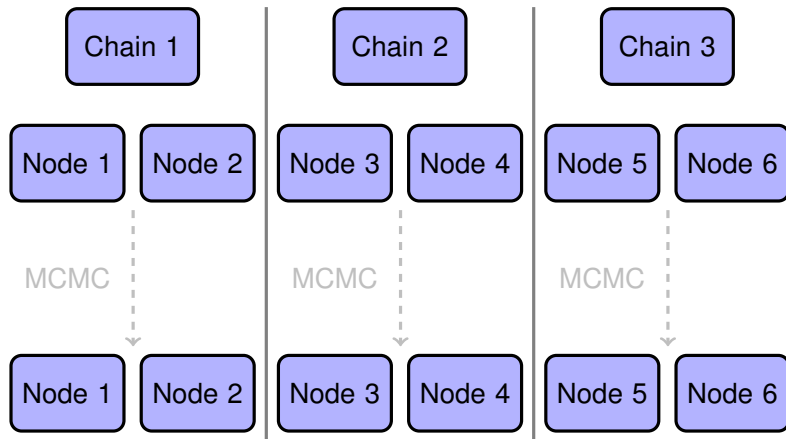 Chain 1 Chain 2 Chain 3
Node 1 Node 2 Node 3 Node 4 Node 5 Node 6
MCMC MCMC MCMC
Node 1 Node 2 Node 3 Node 4 Node 5 Node 6